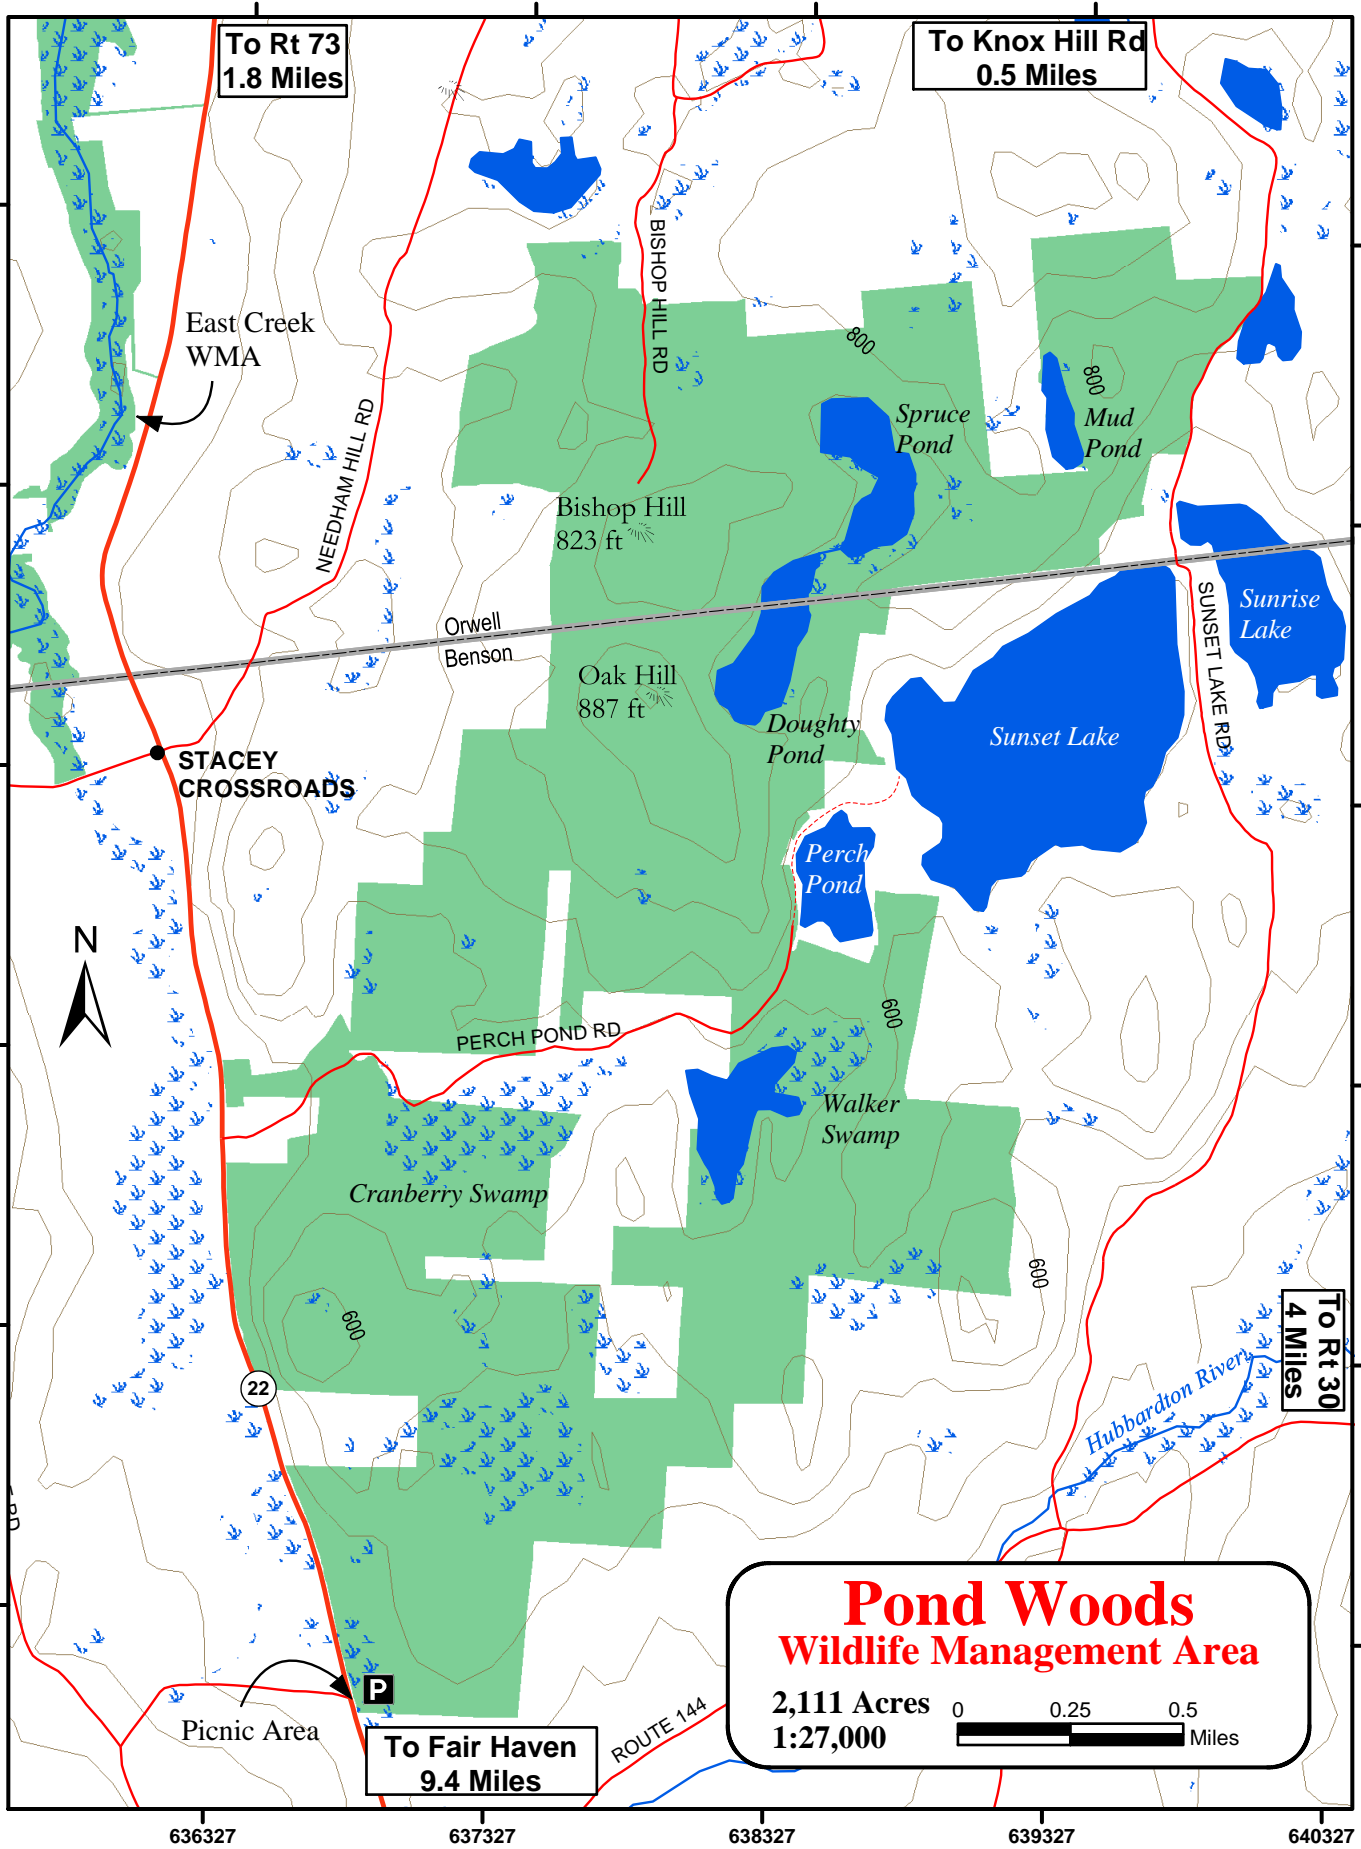 To Rt 73
1.8 Miles
To Knox Hill Rd
0.5 Miles
BISHOP HILL RD
East Creek
WMA
800
800
NEEDHAM HILL RD
Spruce
Pond
Mud
Pond
Bishop Hill
823 ft
Orwell
Benson
SUNSET LAKE RD
Sunrise
Lake
Oak Hill
887 ft
Doughty
Pond
Sunset Lake
STACEY
CROSSROADS
Perch
Pond
N
600
PERCH POND RD
Walker
Swamp
Cranberry Swamp
600
600
To Rt 30
4 Miles
22
Hubbardton River
RD
Pond Woods
Wildlife Management Area
2,111 Acres
1:27,000
0 0.25 0.5
Miles
P
Picnic Area
To Fair Haven
9.4 Miles
ROUTE 144
636327 637327 638327 639327 640327